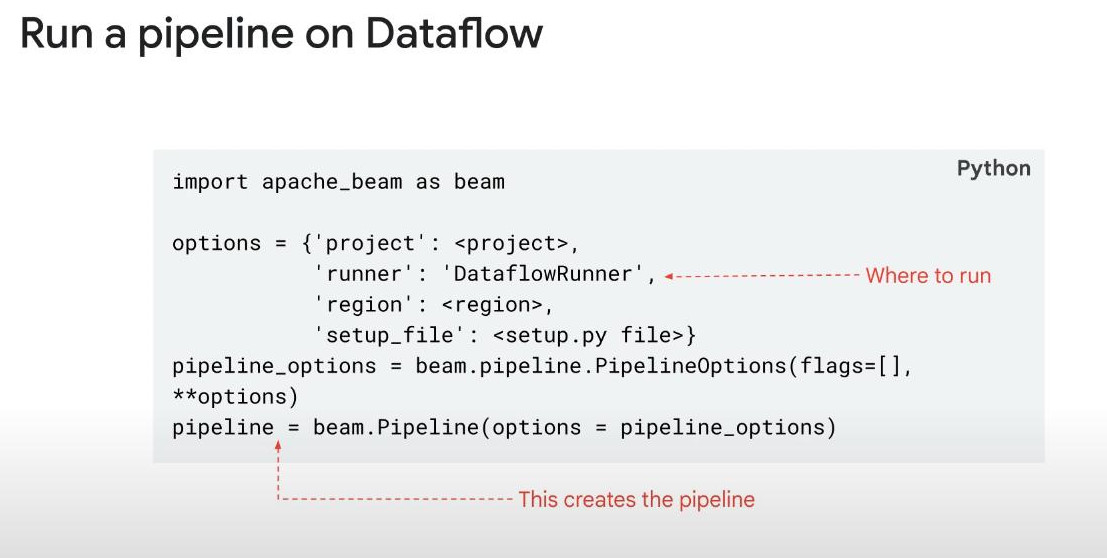 Run a pipeline on Dataflow
Python
import apache_beam as beam
options = {'project': <project>,
'runner': 'DataflowRunner',
Where to run
'region': <region>,
'setup_file': <setup.py file>}
pipeline_options = beam.pipeline.PipelineOptions(flags=[],
**options)
pipeline = beam.Pipeline(options = pipeline_options)
This creates the pipeline